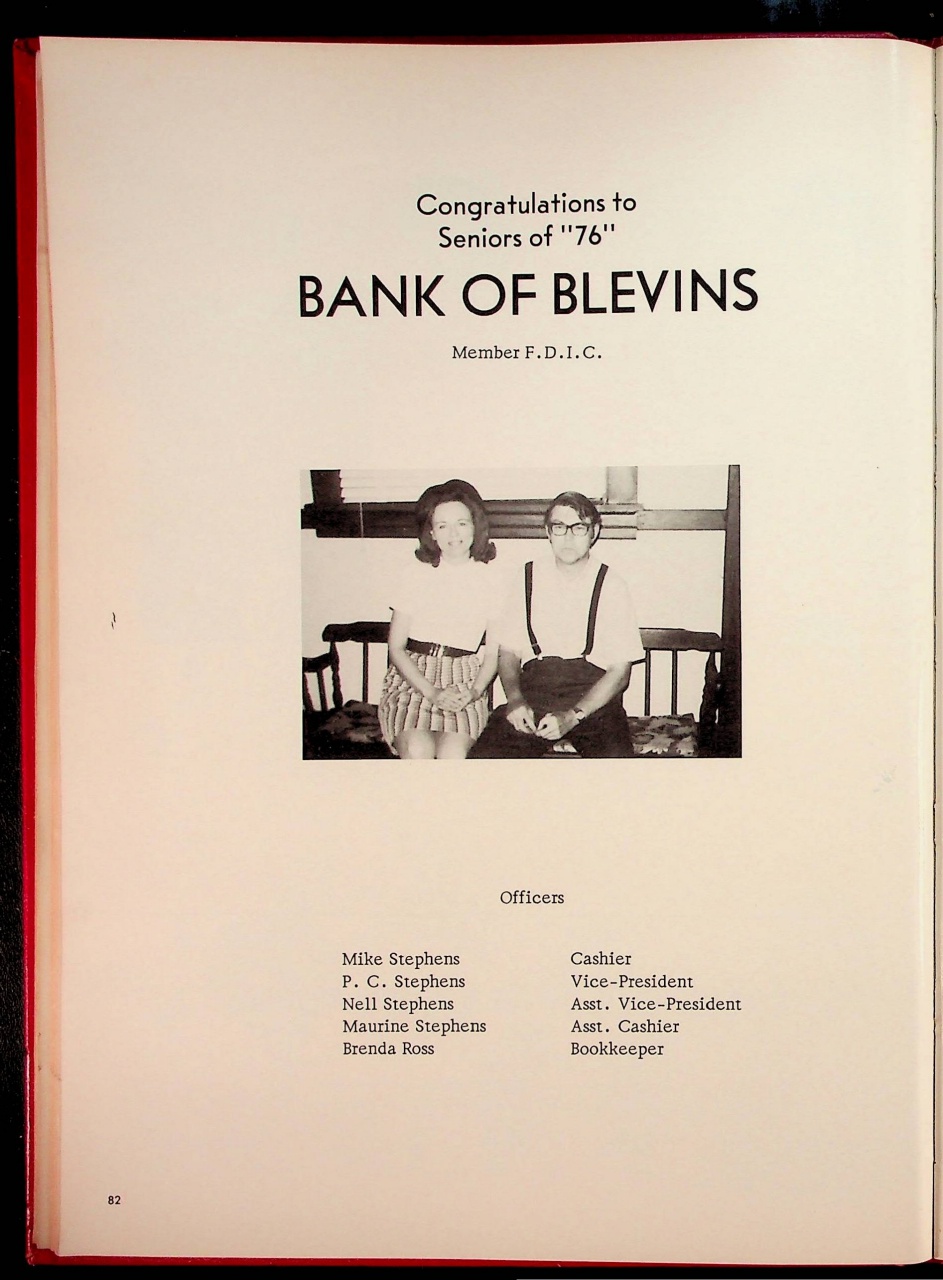 Congratulations to
Seniors of "76"
BANK OF BLEVINS
Member F.D.I.C.
Officers
Mike Stephens Cashier
P. C. Stephens Vice-President
Nell Stephens Asst. Vice-President
Maurine Stephens Asst. Cashier
Brenda Ross Bookkeeper
82